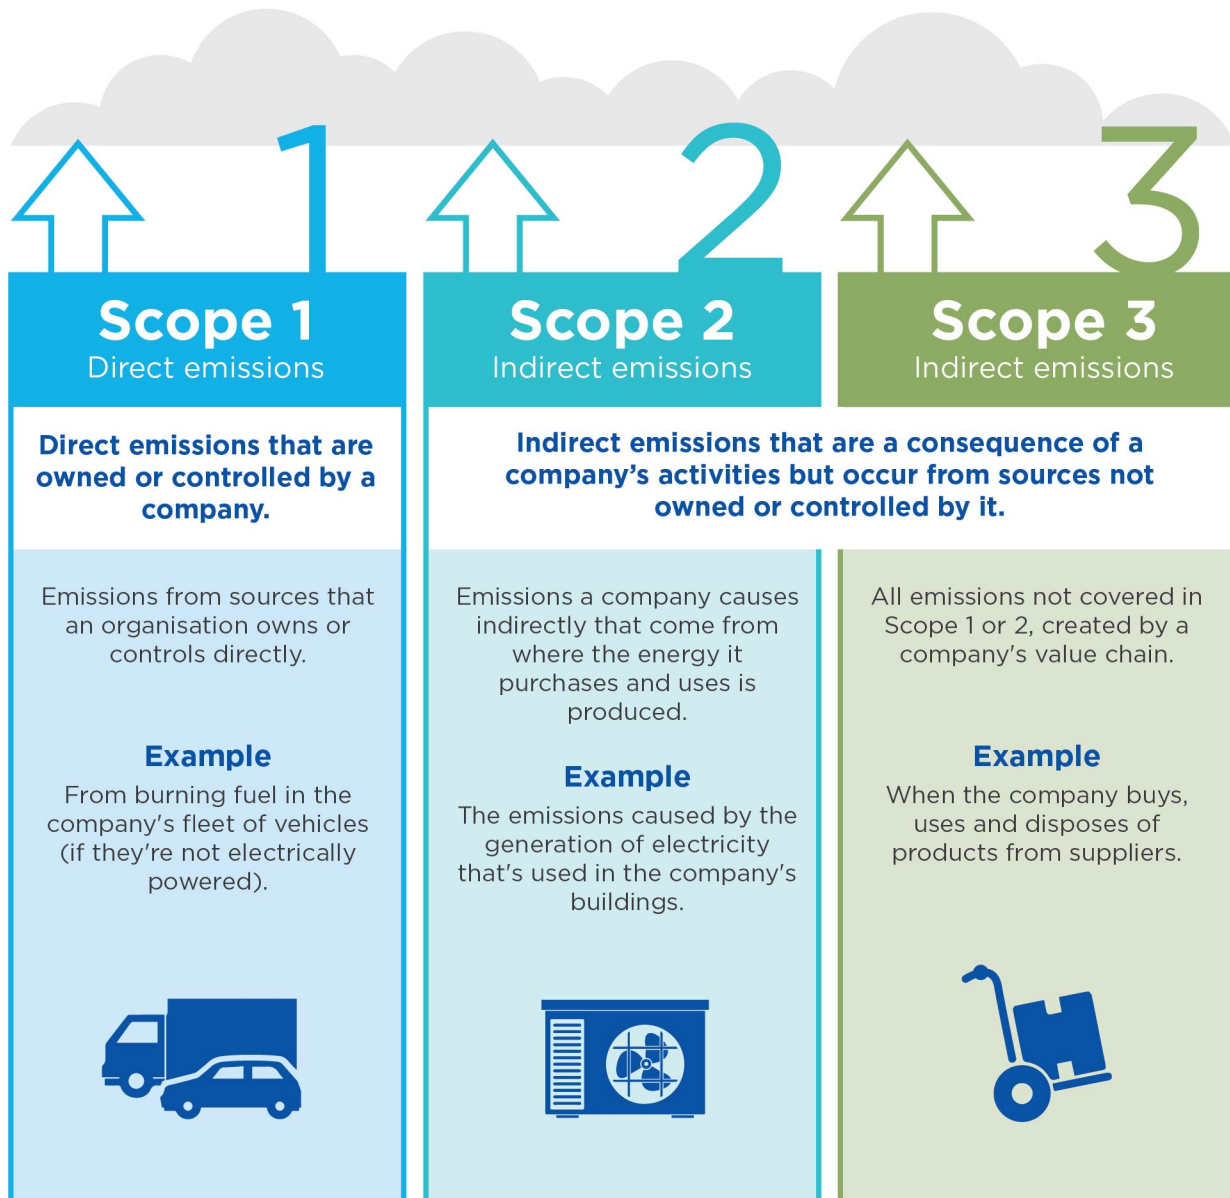 1
2
3
Scope 1
Direct emissions
Scope 2
Indirect emissions
Scope 3
Indirect emissions
Direct emissions that are
owned or controlled by a
company.
Indirect emissions that are a consequence of a
company's activities but occur from sources not
owned or controlled by it.
Emissions from sources that
an organisation owns or
controls directly.
Example
From burning fuel in the
company's fleet of vehicles
(if they're not electrically
powered).
Emissions a company causes
indirectly that come from
where the energy it
purchases and uses is
produced.
Example
The emissions caused by the
generation of electricity
that's used in the company's
buildings.
All emissions not covered in
Scope 1 or 2, created by a
company's value chain.
Example
When the company buys,
uses and disposes of
products from suppliers.